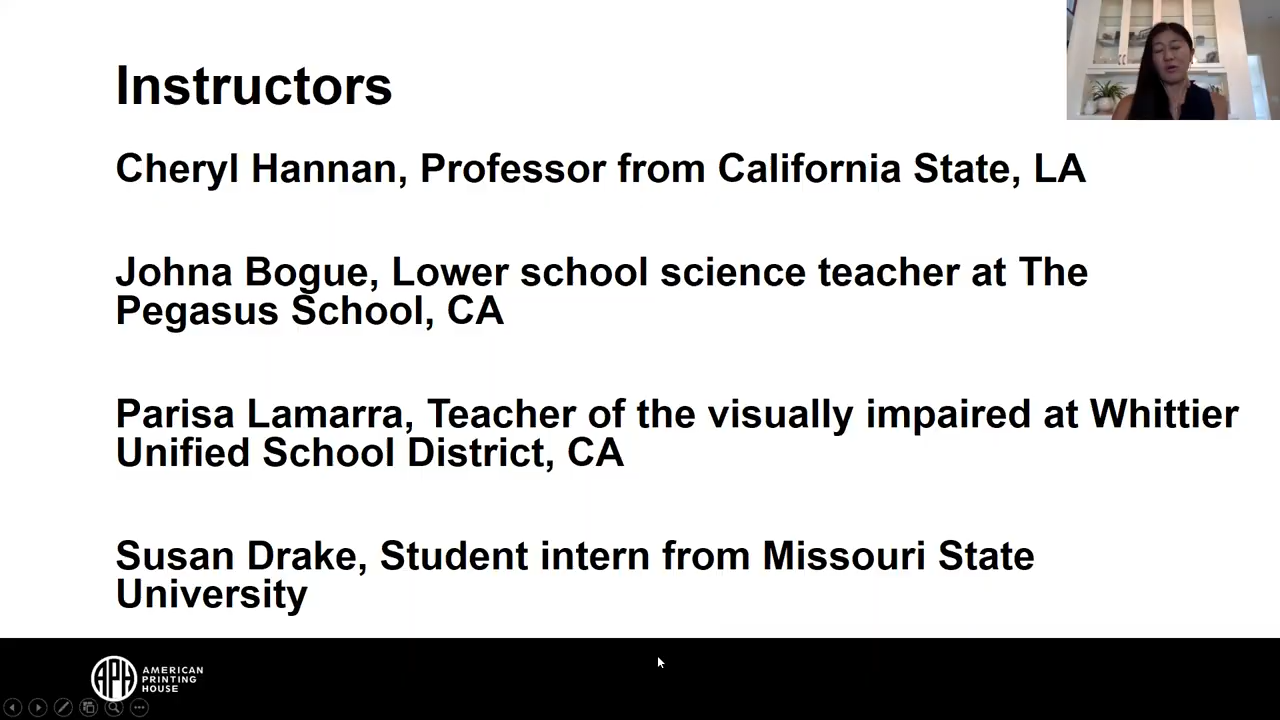 Instructors
Cheryl Hannan, Professor from California State, LA
Johna Bogue, Lower school science teacher at The
Pegasus School, CA
Parisa Lamarra, Teacher of the visually impaired at Whittier
Unified School District, CA
Susan Drake, Student intern from Missouri State
University
APH
AMERICAN
PRINTING
HOUSE